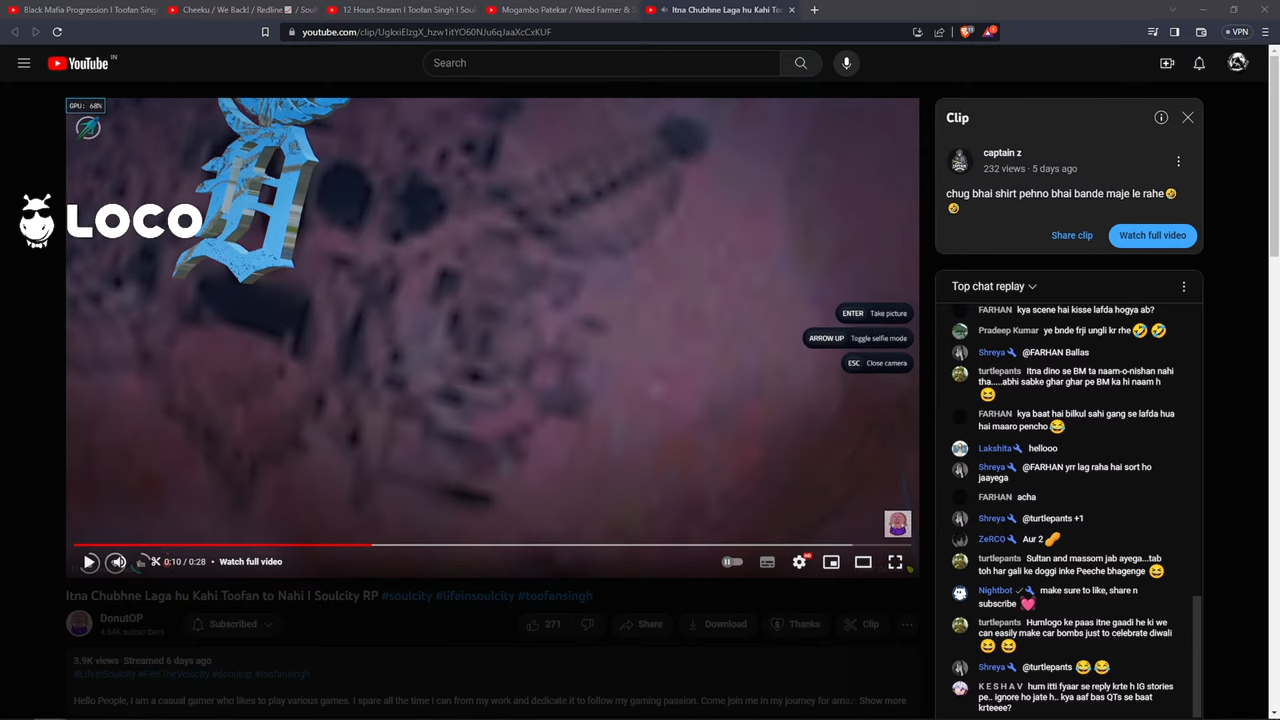 Black Mafia Progression I Toofan Singh
Cheeku / We Back! / Redline / Soul
12 Hours Stream I Toofan Singh I Soul
Mogambo Patekar / Weed Farmer &
Itna Chubhne Laga hu Kahi To
youtube.com/clip/UgkxiElzgX_hzw1itYO60NJu6qJaaXcCxKUF
VPN
YouTube IN
Search
GPU: 68%
LOCO
ENTER Take picture
ARROW UP Toggle selfie mode
ESC Close camera
0:10 / 0:28 • Watch full video
HD
Itna Chubhne Laga hu Kahi Toofan to Nahi I Soulcity RP #soulcity #lifeinsoulcity #toofansingh
DonutOP
4.64K subscribers
Subscribed
271
Share
Download
Thanks
Clip
3.9K views Streamed 6 days ago
#LifeInSoulcity #FeelTheVelocity #donutop #toofansingh
Hello People, I am a casual gamer who likes to play various games. I spare all the time I can from my work and dedicate it to follow my gaming passion. Come join me in my journey for amaz Show more
Clip
captain z
232 views • 5 days ago
chug bhai shirt pehno bhai bande maje le rahe🤣
🤣
Share clip
Watch full video
Top chat replay
FARHAN kya scene hai kisse lafda hogya ab?
Pradeep Kumar ye bnde frji ungli kr rhe 🤣 🤣
Shreya @FARHAN Ballas
turtlepants Itna dino se BM ta naam-o-nishan nahi
tha.....abhi sabke ghar ghar pe BM ka hi naam h
😆
FARHAN kya baat hai bilkul sahi gang se lafda hua
hai maaro pencho 😂
Lakshita hellooo
Shreya @FARHAN yrr lag raha hai sort ho
jaayega
FARHAN acha
Shreya @turtlepants +1
ZeRCO Aur 2 🥜
turtlepants Sultan and massom jab ayega...tab
toh har gali ke doggi inke Peeche bhagenge 😆
Nightbot make sure to like, share n
subscribe 💓
turtlepants Humlogo ke paas itne gaadi he ki we
can easily make car bombs just to celebrate diwali
😆 😆
Shreya @turtlepants 😂 😂
K E S H A V hum itti fyaar se reply krte h IG stories
pe.. ignore ho jate h.. kya aaf bas QTs se baat
krteeee?